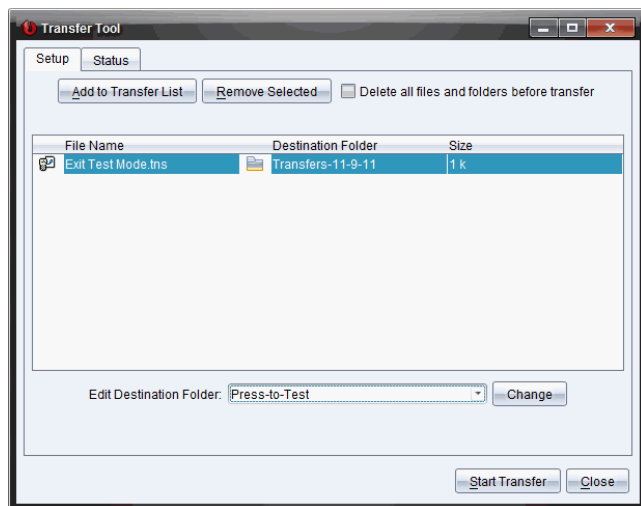 Transfer Tool
Setup Status
Add to Transfer List Remove Selected Delete all files and folders before transfer
File Name Destination Folder Size
Exit Test Mode.tns Transfers-11-9-11 1 k
Edit Destination Folder: Press-to-Test Change
Start Transfer Close